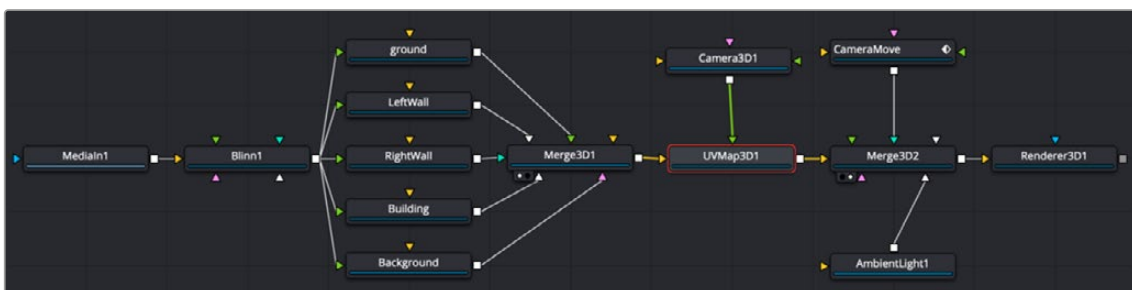 ground
Camera3D1
CameraMove
LeftWall
MediaIn1
Blinn1
RightWall
Merge3D1
UVMap3D1
Merge3D2
Renderer3D1
Building
Background
AmbientLight1